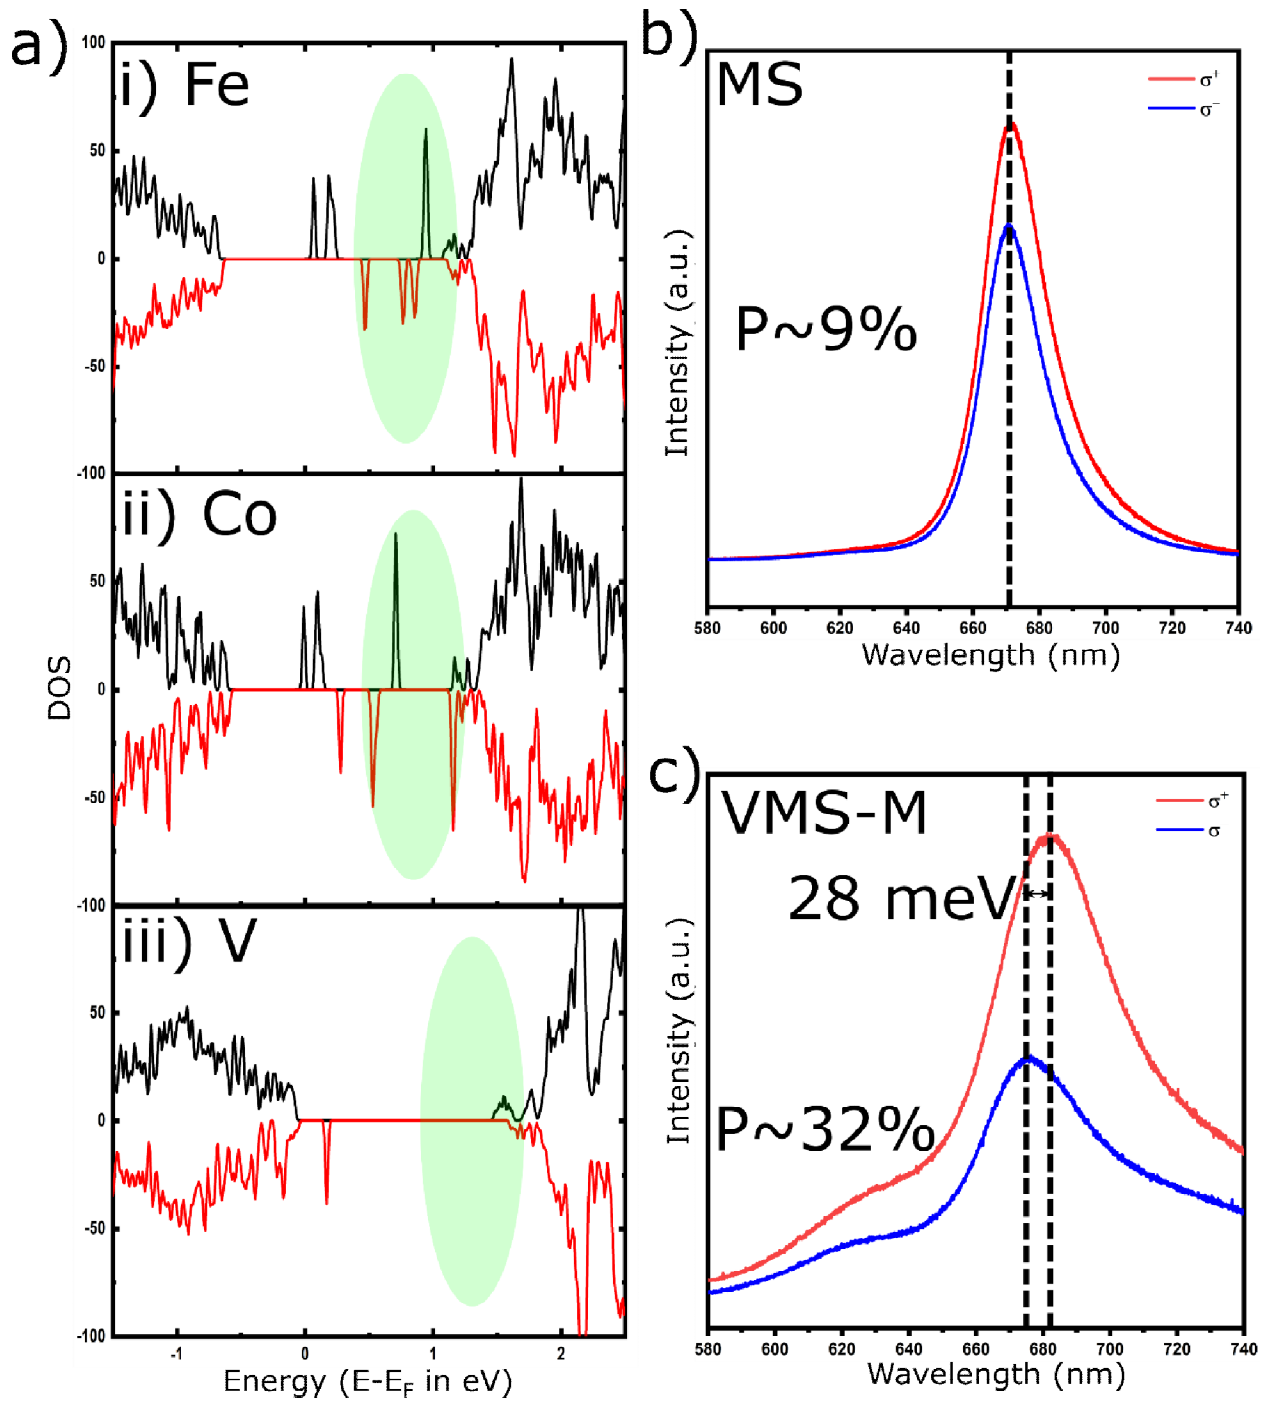 a)
i) Fe
100
50
0
-50
-100
ii) Co
50
0
-50
-100
iii) V
50
0
-50
-100
-1
0
1
2
DOS
Energy (E-EF in eV)
b)
MS
σ+
σ−
P~9%
Intensity (a.u.)
580
600
620
640
660
680
700
720
740
Wavelength (nm)
c)
VMS-M
σ+
σ
28 meV
P~32%
Intensity (a.u.)
580
600
620
640
660
680
700
720
740
Wavelength (nm)